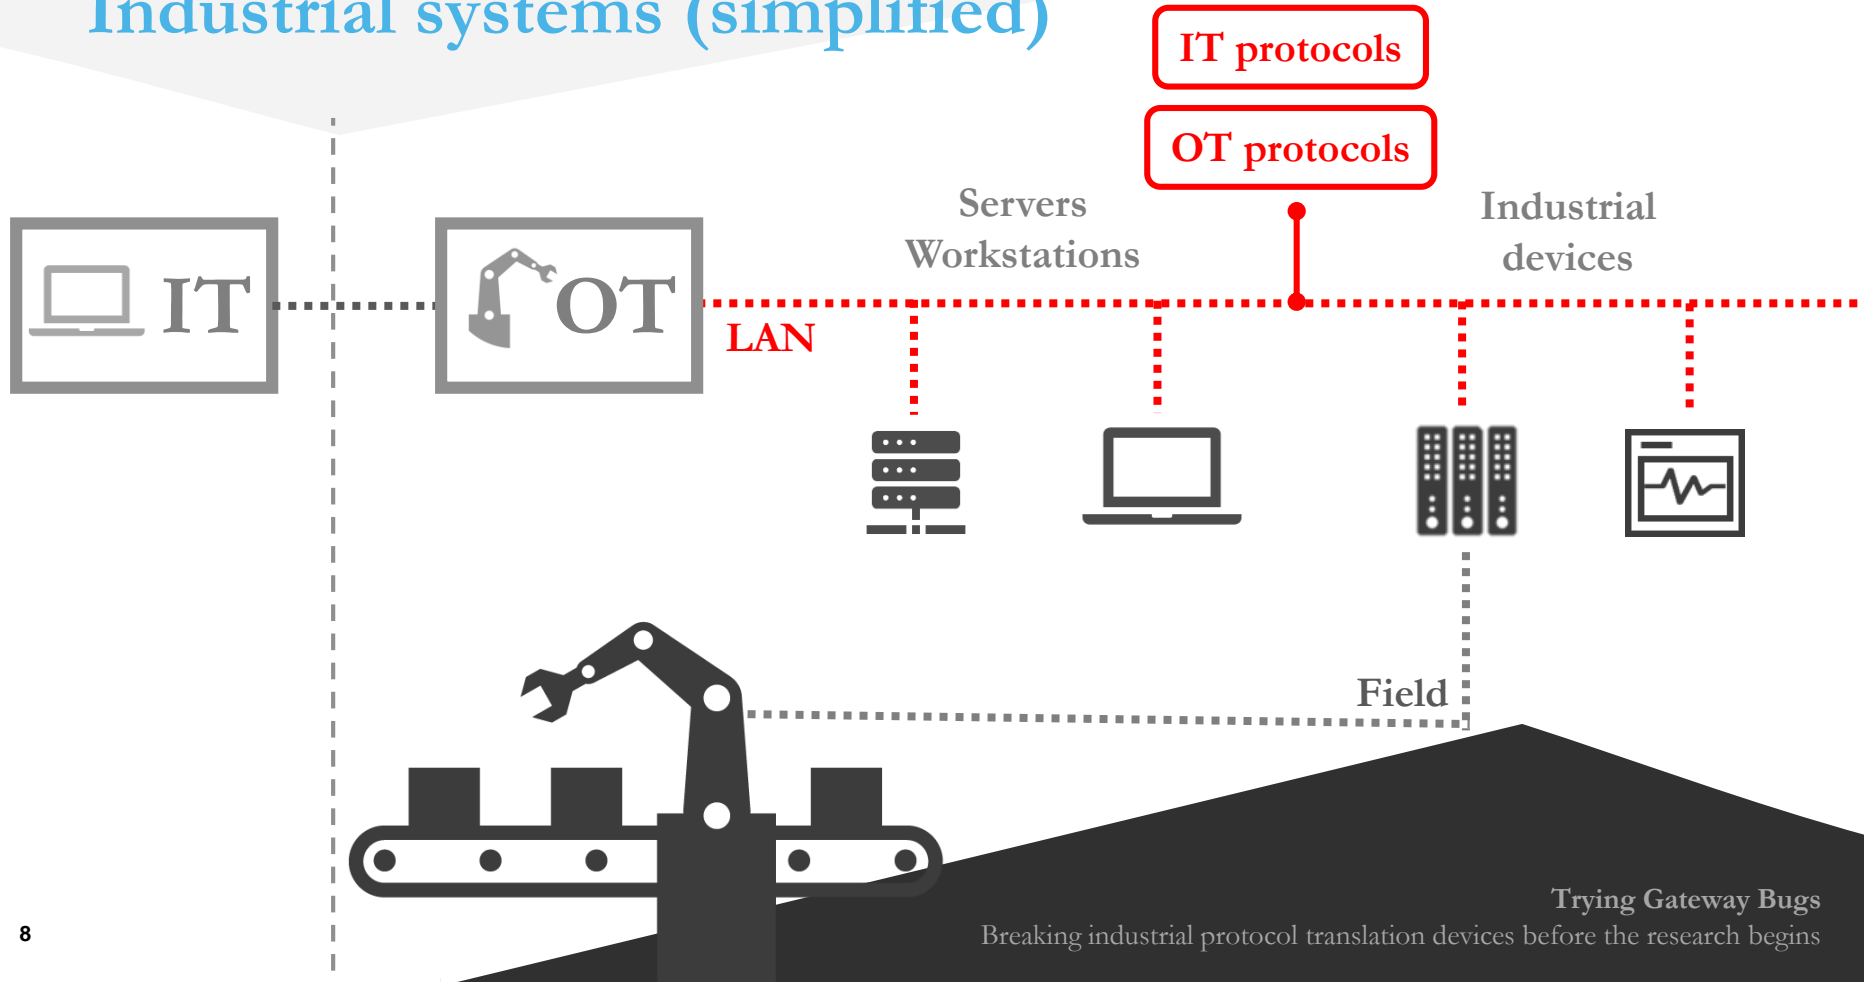 Industrial systems (simplified)
IT protocols
OT protocols
Servers
Workstations
Industrial
devices
IT
OT
LAN
Field
Trying Gateway Bugs
Breaking industrial protocol translation devices before the research begins
8